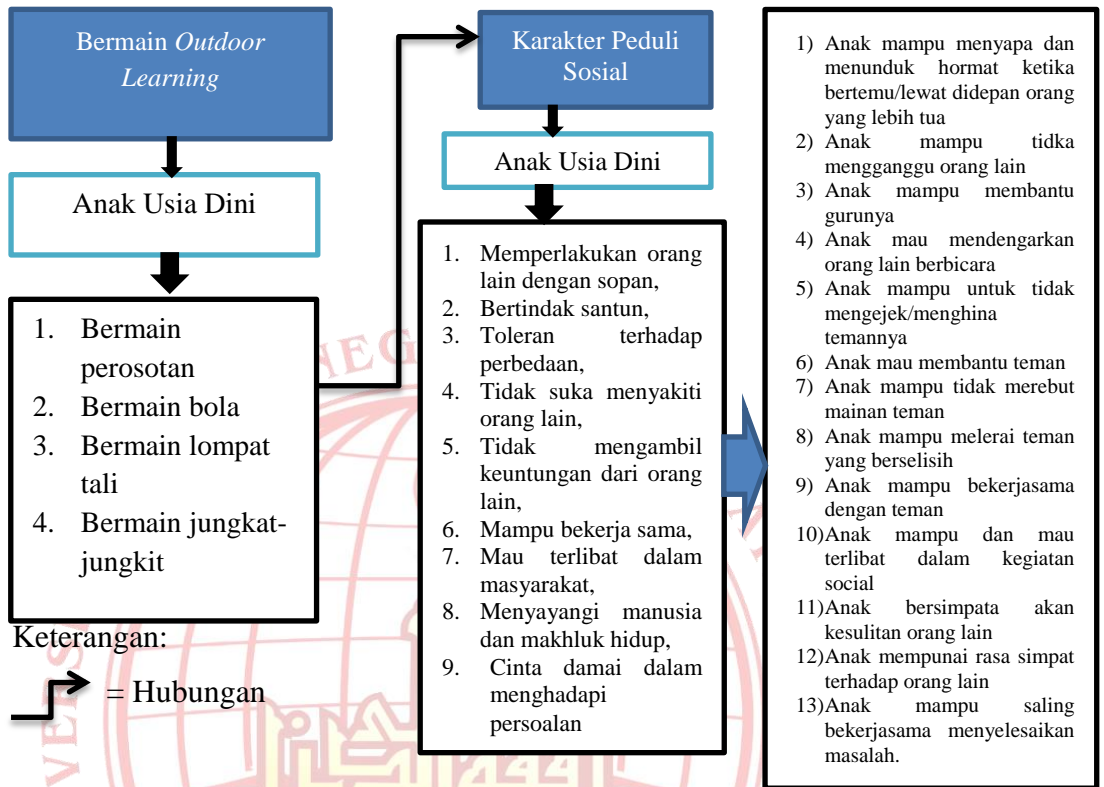 Bermain Outdoor
Learning
Anak Usia Dini
1. Bermain
perosotan
2. Bermain bola
3. Bermain lompat
tali
4. Bermain jungkat-
jungkit
Keterangan:
= Hubungan
Karakter Peduli
Sosial
Anak Usia Dini
1. Memperlakukan orang
lain dengan sopan,
2. Bertindak santun,
3. Toleran terhadap
perbedaan,
4. Tidak suka menyakiti
orang lain,
5. Tidak mengambil
keuntungan dari orang
lain,
6. Mampu bekerja sama,
7. Mau terlibat dalam
masyarakat,
8. Menyayangi manusia
dan makhluk hidup,
9. Cinta damai dalam
menghadapi
persoalan
1) Anak mampu menyapa dan
menunduk hormat ketika
bertemu/lewat didepan orang
yang lebih tua
2) Anak mampu tidka
mengganggu orang lain
3) Anak mampu membantu
gurunya
4) Anak mau mendengarkan
orang lain berbicara
5) Anak mampu untuk tidak
mengejek/menghina
temannya
6) Anak mau membantu teman
7) Anak mampu tidak merebut
mainan teman
8) Anak mampu melerai teman
yang berselisih
9) Anak mampu bekerjasama
dengan teman
10)Anak mampu dan mau
terlibat dalam kegiatan
social
11)Anak bersimpata akan
kesulitan orang lain
12)Anak mempunai rasa simpat
terhadap orang lain
13)Anak mampu saling
bekerjasama menyelesaikan
masalah.